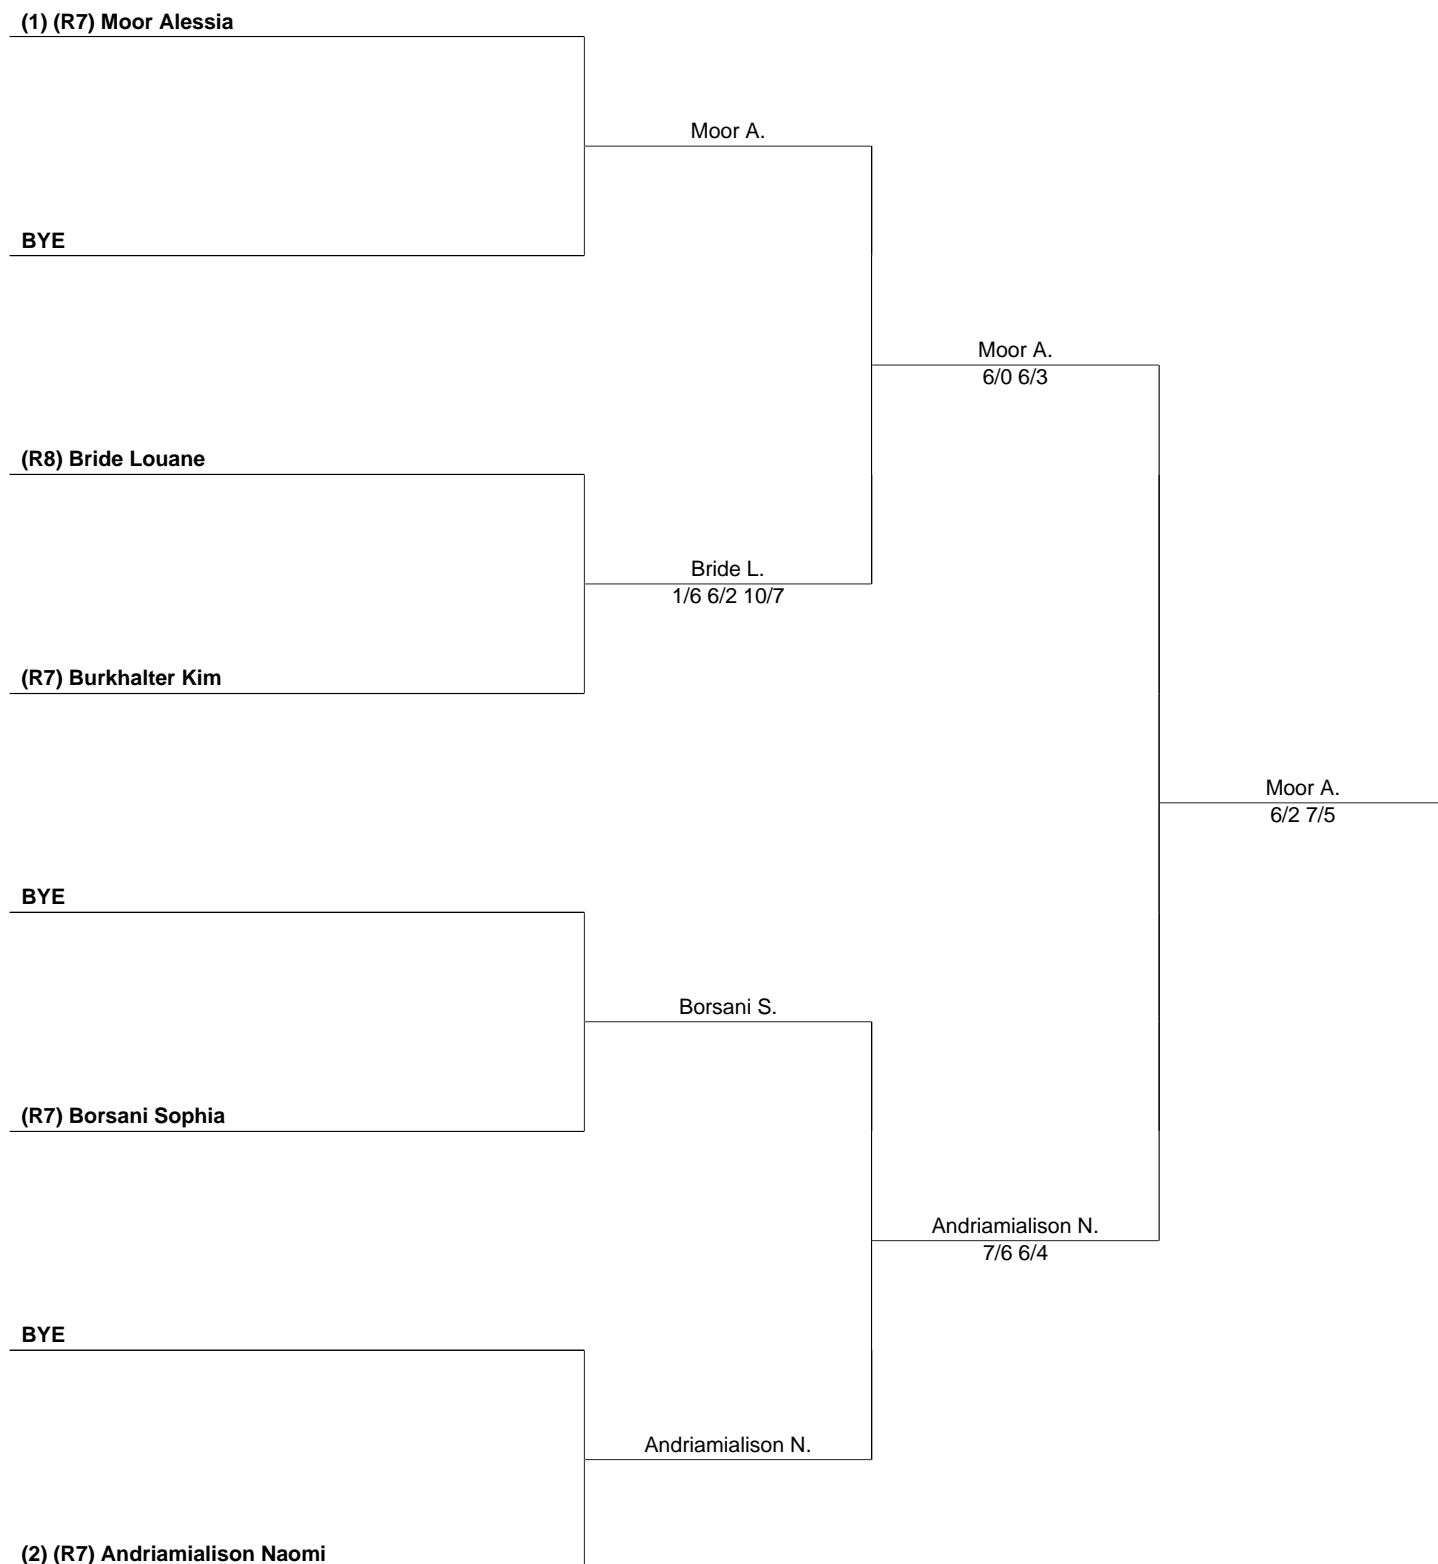 (1) (R7) Moor Alessia
Moor A.
BYE
Moor A.
6/0 6/3
(R8) Bride Louane
Bride L.
1/6 6/2 10/7
(R7) Burkhalter Kim
Moor A.
6/2 7/5
BYE
Borsani S.
(R7) Borsani Sophia
Andriamialison N.
7/6 6/4
BYE
Andriamialison N.
(2) (R7) Andriamialison Naomi